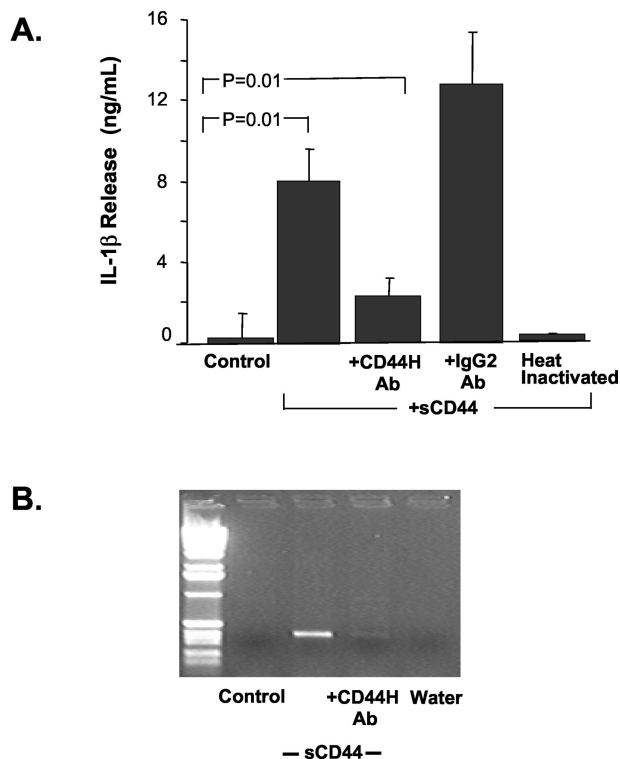 A.
IL-1β Release (ng/mL)
16
12
8
4
0
P=0.01
P=0.01
Control
+CD44H
Ab
+IgG2
Ab
Heat
Inactivated
+sCD44
B.
Control
+CD44H
Ab
Water
sCD44